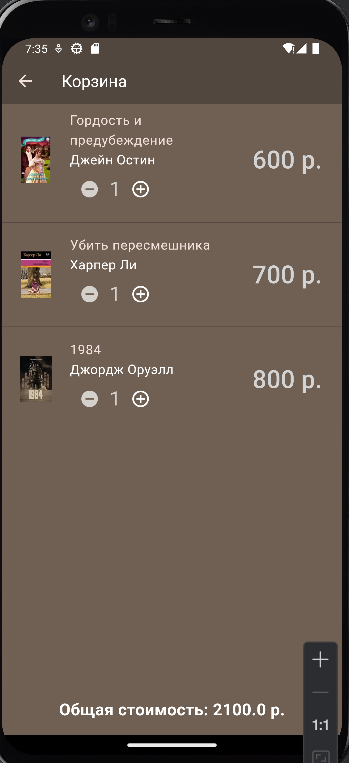 7:35
Корзина
Гордость и
предубеждение
Джейн Остин
600 р.
1
Убить пересмешника
Харпер Ли
700 р.
1
1984
Джордж Оруэлл
800 р.
1
1984
Общая стоимость: 2100.0 р.
1:1